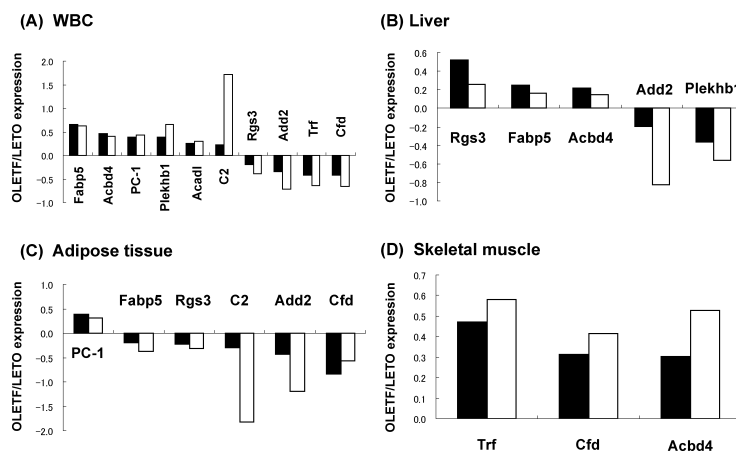 (A) WBC
OLETF/LETO expression
2.0
1.5
1.0
0.5
0.0
−0.5
−1.0
Fabp5
Acbd4
PC-1
Plekhb1
Acadl
C2
Rgs3
Add2
Trf
Cfd
(B) Liver
OLETF/LETO expression
0.6
0.4
0.2
0.0
−0.2
−0.4
−0.6
−0.8
−1.0
Rgs3
Fabp5
Acbd4
Add2
Plekhb1
(C) Adipose tissue
OLETF/LETO expression
1.0
0.5
0.0
−0.5
−1.0
−1.5
−2.0
PC-1
Fabp5
Rgs3
C2
Add2
Cfd
(D) Skeletal muscle
OLETF/LETO expression
0.7
0.6
0.5
0.4
0.3
0.2
0.1
0.0
Trf
Cfd
Acbd4